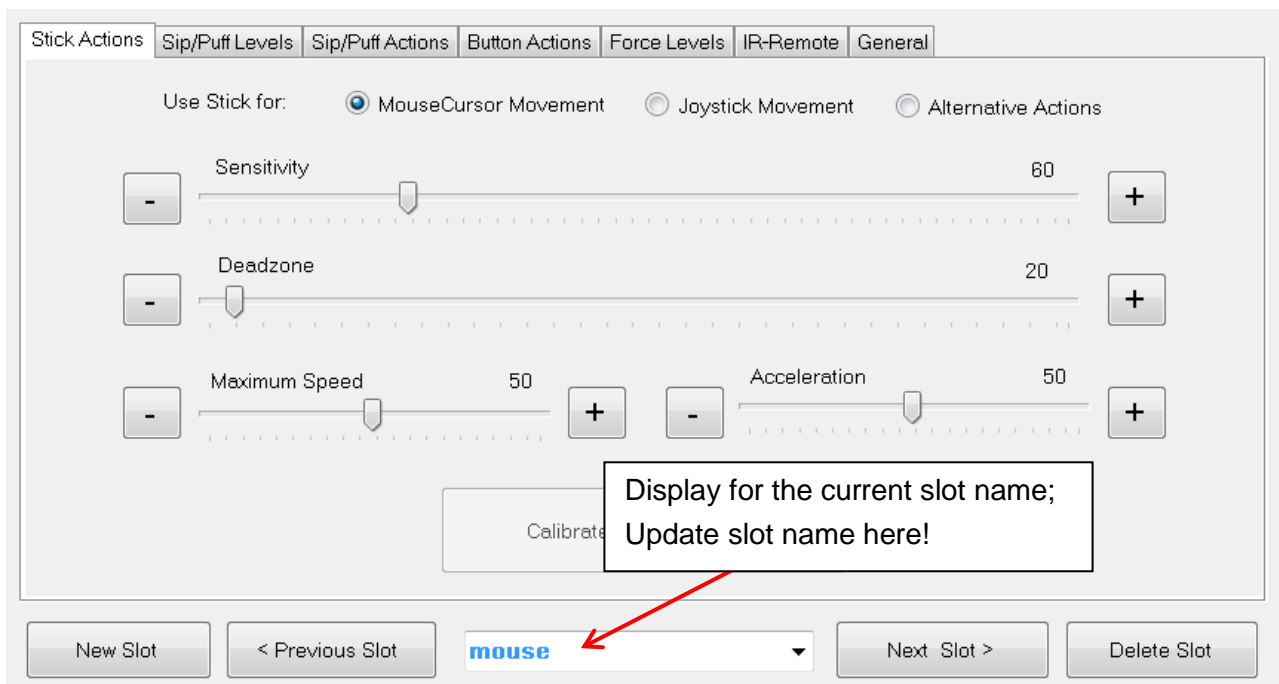 Stick Actions Sip/Puff Levels Sip/Puff Actions Button Actions Force Levels IR-Remote General
Use Stick for: MouseCursor Movement Joystick Movement Alternative Actions
Sensitivity 60
- +
Deadzone 20
- +
Maximum Speed 50 Acceleration 50
- + - +
Display for the current slot name;
Update slot name here!
Calibrate
New Slot < Previous Slot mouse Next Slot > Delete Slot